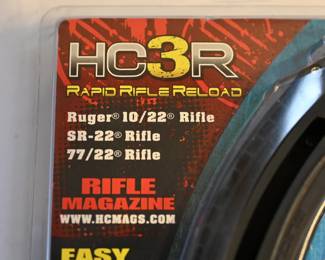 HC3R
RAPID RIFLE RELOAD
Ruger® 10/22® Rifle
SR-22® Rifle
77/22® Rifle
RIFLE
MAGAZINE
WWW.HCMAGS.COM
EASY